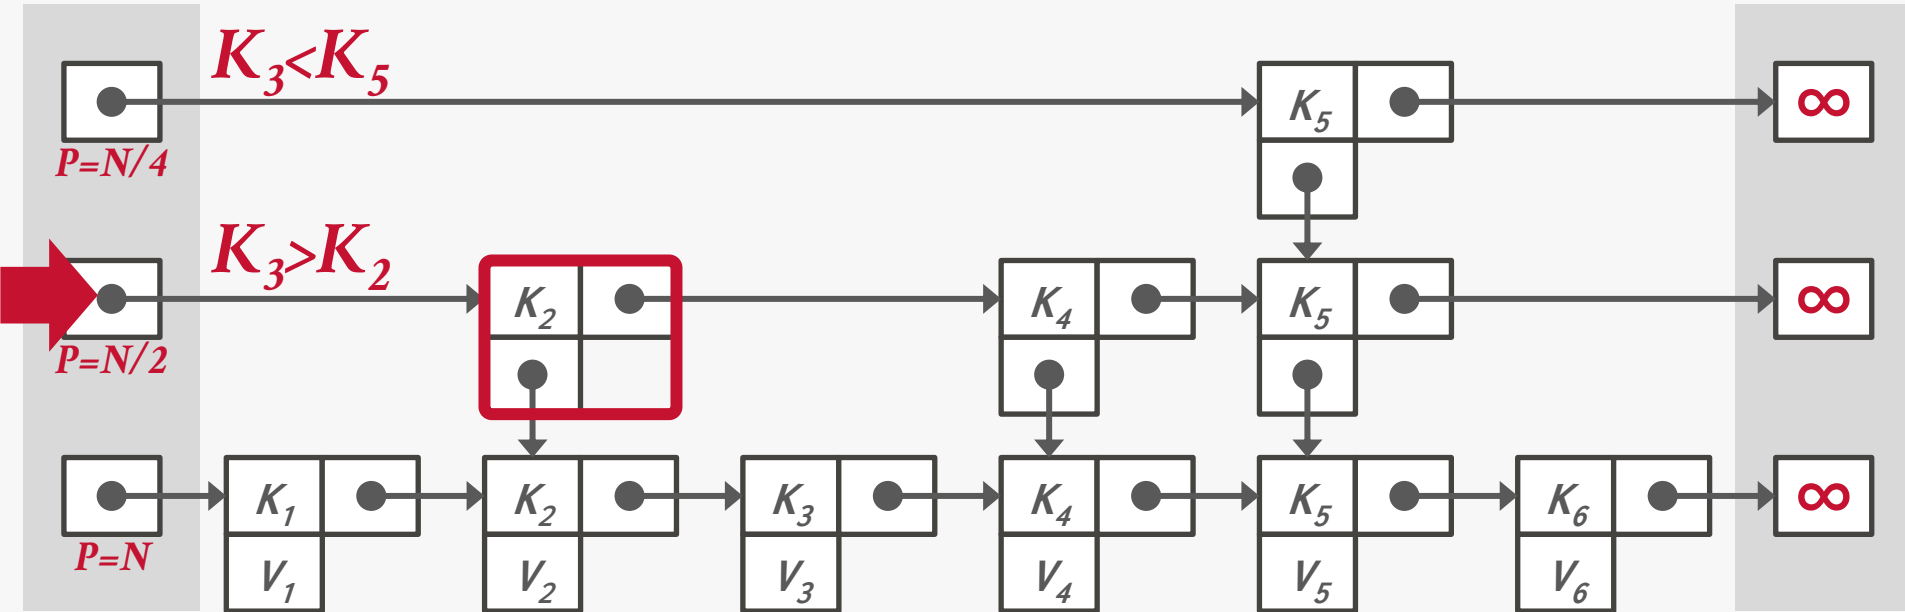 K₃<K₅
K₅ ∞
P=N/4
K₃>K₂
K₂ K₄ K₅ ∞
P=N/2
K₁ K₂ K₃ K₄ K₅ K₆ ∞
P=N
V₁ V₂ V₃ V₄ V₅ V₆